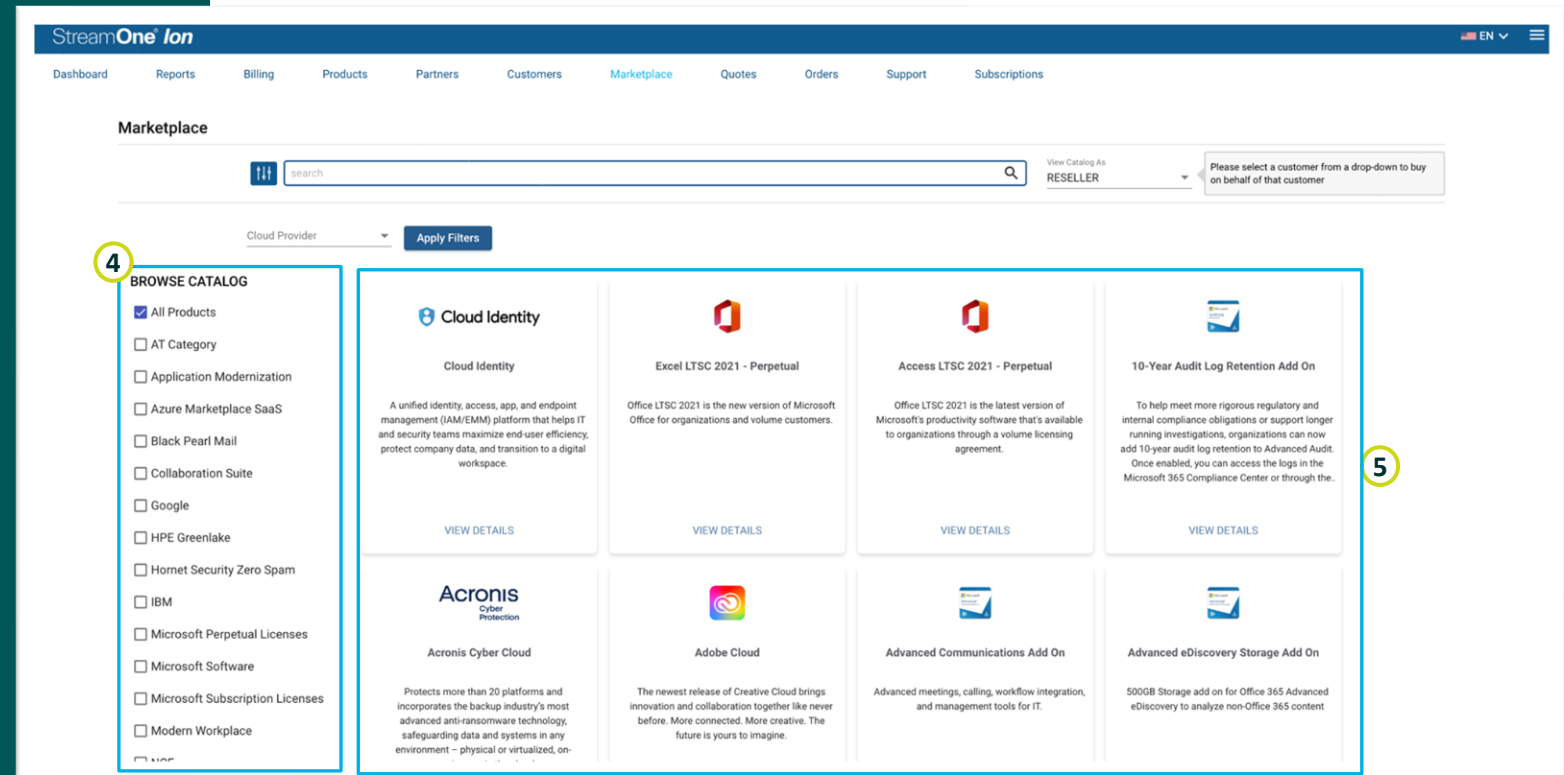 StreamOne® Ion
EN
Dashboard Reports Billing Products Partners Customers Marketplace Quotes Orders Support Subscriptions
Marketplace
search
View Catalog As
RESELLER
Please select a customer from a drop-down to buy
on behalf of that customer
Cloud Provider
Apply Filters
4
BROWSE CATALOG
All Products
AT Category
Application Modernization
Azure Marketplace SaaS
Black Pearl Mail
Collaboration Suite
Google
HPE Greenlake
Hornet Security Zero Spam
IBM
Microsoft Perpetual Licenses
Microsoft Software
Microsoft Subscription Licenses
Modern Workplace
5
Cloud Identity
Cloud Identity
A unified identity, access, app, and endpoint
management (IAM/EMM) platform that helps IT
and security teams maximize end-user efficiency,
protect company data, and transition to a digital
workspace.
VIEW DETAILS
Excel LTSC 2021 - Perpetual
Office LTSC 2021 is the new version of Microsoft
Office for organizations and volume customers.
VIEW DETAILS
Access LTSC 2021 - Perpetual
Office LTSC 2021 is the latest version of
Microsoft's productivity software that's available
to organizations through a volume licensing
agreement.
VIEW DETAILS
10-Year Audit Log Retention Add On
To help meet more rigorous regulatory and
internal compliance obligations or support longer
running investigations, organizations can now
add 10-year audit log retention to Advanced Audit.
Once enabled, you can access the logs in the
Microsoft 365 Compliance Center or through the..
VIEW DETAILS
Acronis
Cyber
Protection
Acronis Cyber Cloud
Protects more than 20 platforms and
incorporates the backup industry's most
advanced anti-ransomware technology,
safeguarding data and systems in any
environment – physical or virtualized, on-
Adobe Cloud
The newest release of Creative Cloud brings
innovation and collaboration together like never
before. More connected. More creative. The
future is yours to imagine.
Advanced Communications Add On
Advanced meetings, calling, workflow integration,
and management tools for IT.
Advanced eDiscovery Storage Add On
500GB Storage add on for Office 365 Advanced
eDiscovery to analyze non-Office 365 content